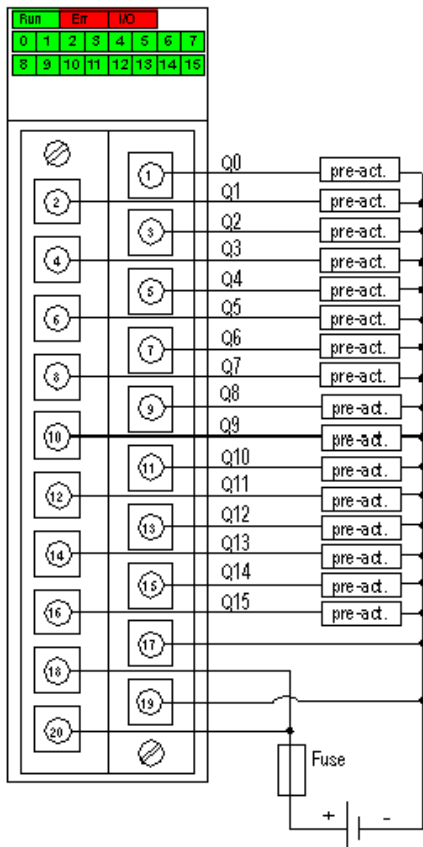 Run Err I/O
0 1 2 3 4 5 6 7
8 9 10 11 12 13 14 15
1 Q0 pre-act.
2 Q1 pre-act.
3 Q2 pre-act.
4 Q3 pre-act.
5 Q4 pre-act.
6 Q5 pre-act.
7 Q6 pre-act.
8 Q7 pre-act.
9 Q8 pre-act.
10 Q9 pre-act.
11 Q10 pre-act.
12 Q11 pre-act.
13 Q12 pre-act.
14 Q13 pre-act.
15 Q14 pre-act.
16 Q15 pre-act.
17
18
19
20
Fuse
+ -